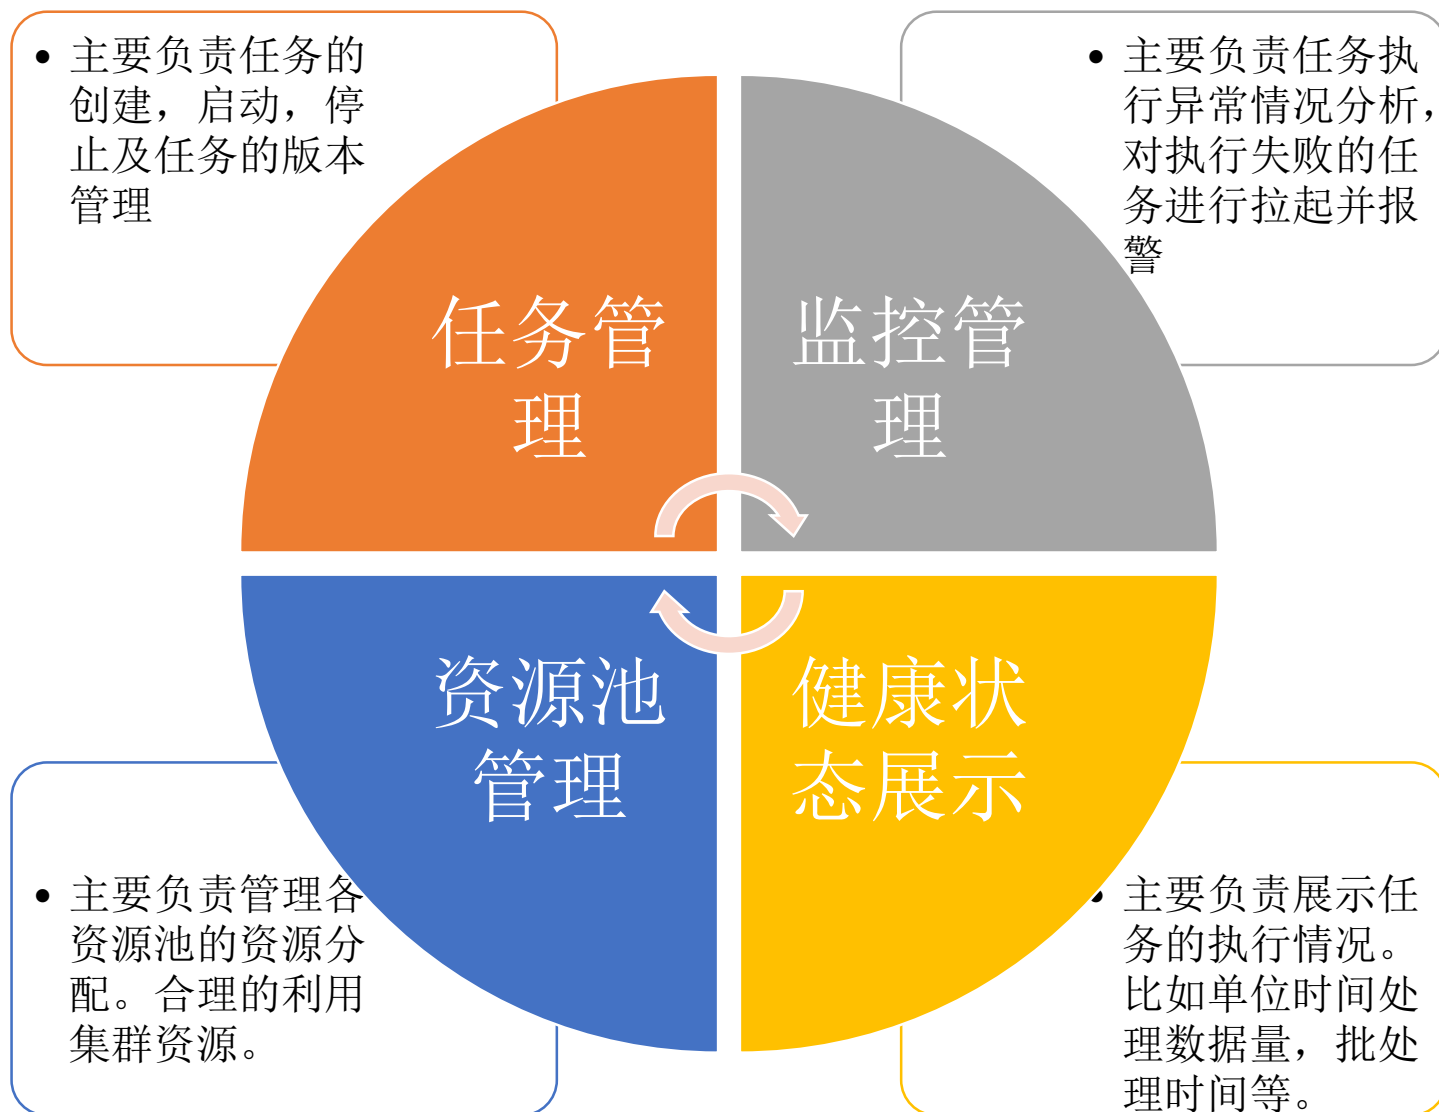 主要负责任务的
创建，启动，停
止及任务的版本
管理
主要负责任务执
行异常情况分析，
对执行失败的任
务进行拉起并报
警
任务管
理
监控管
理
资源池
管理
健康状
态展示
主要负责管理各
资源池的资源分
配。合理的利用
集群资源。
主要负责展示任
务的执行情况。
比如单位时间处
理数据量，批处
理时间等。